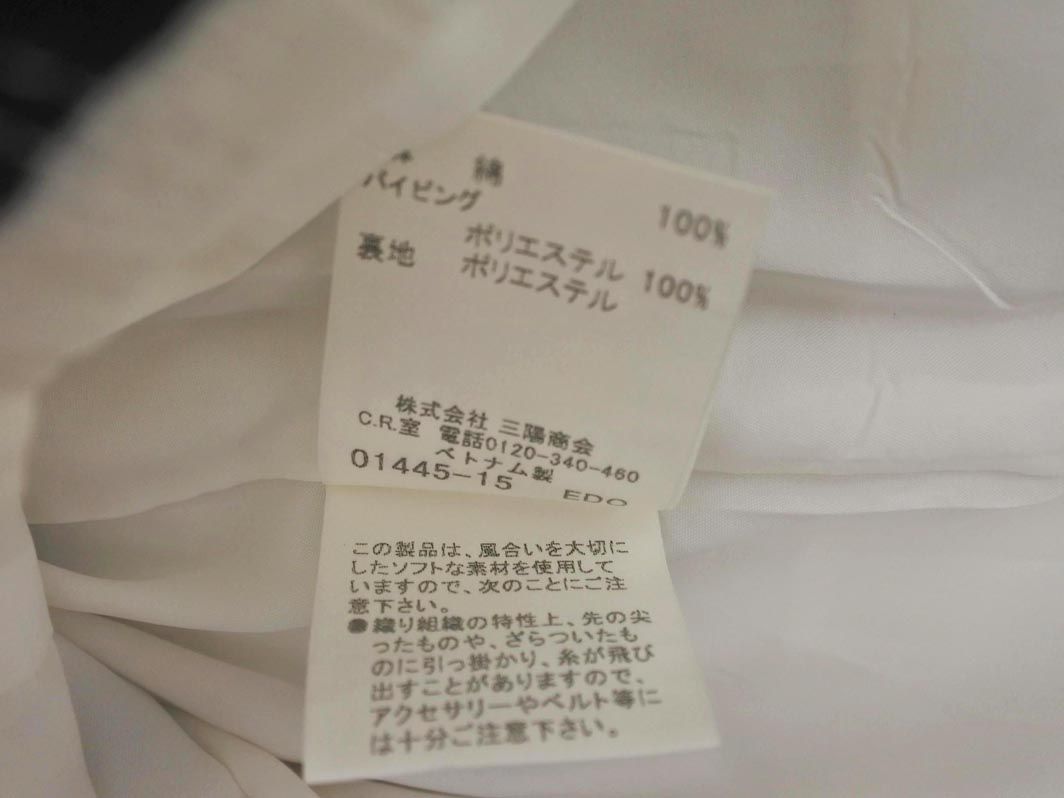 綿 100%
パイピング
ポリエステル 100%
裏地 ポリエステル
株式会社 三陽商会
C.R.室 電話0120-340-460
ベトナム製
01445-15 EDO
この製品は、風合いを大切に
したソフトな素材を使用して
いますので、次のことにご注
意下さい。
●織り組織の特性上、先の尖
ったものや、ざらついたも
のに引っ掛かり、糸が飛び
出すことがありますので、
アクセサリーやベルト等に
は十分ご注意下さい。